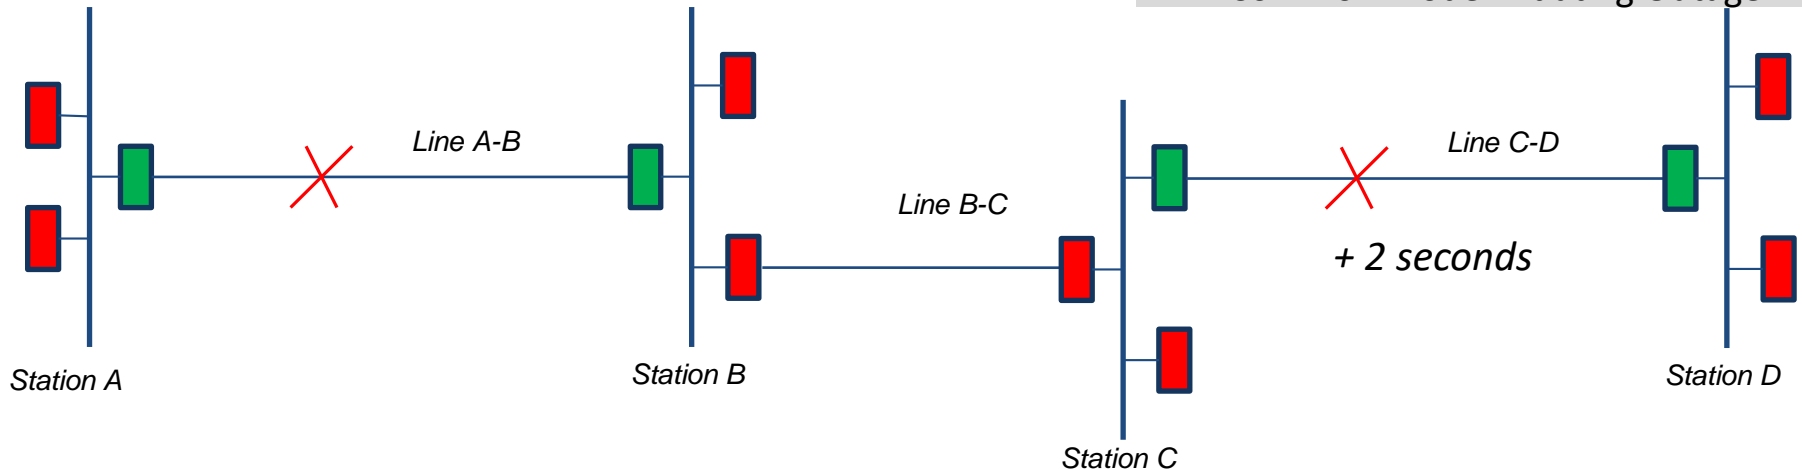 Line A-B
Line C-D
Line B-C
+ 2 seconds
Station A
Station B
Station D
Station C